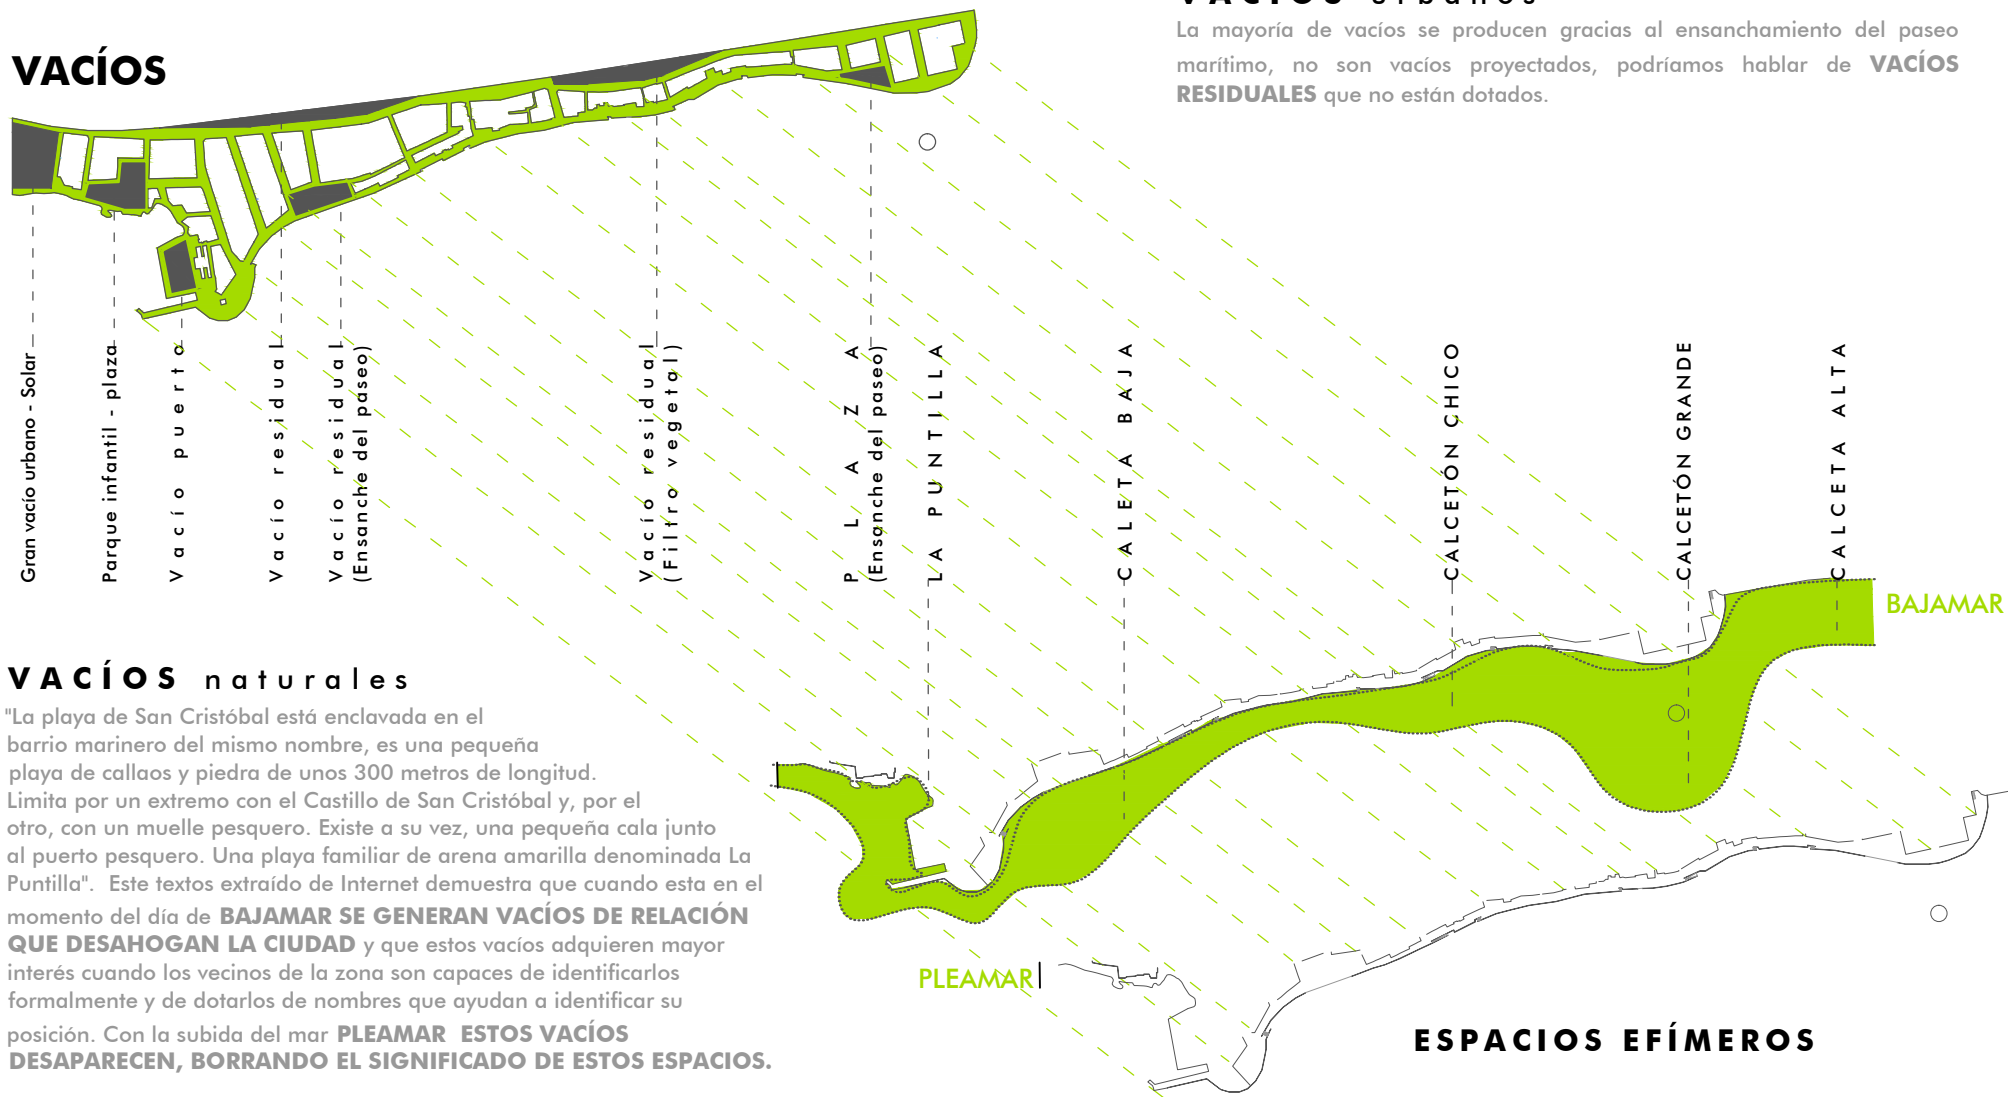 VACÍOS urbanos
La mayoría de vacíos se producen gracias al ensanchamiento del paseo
marítimo, no son vacíos proyectados, podríamos hablar de VACÍOS
RESIDUALES que no están dotados.
VACÍOS
Gran vacío urbano - Solar
Parque infantil - plaza
Vacío puerto
Vacío residual
Vacío residual
(Ensanche del paseo)
Vacío residual
(Filtro vegetal)
PLAZA
(Ensanche del paseo)
LA PUNTILLA
CALETA BAJA
CALCETÓN CHICO
CALCETÓN GRANDE
CALCETA ALTA
BAJAMAR
VACÍOS naturales
"La playa de San Cristóbal está enclavada en el
barrio marinero del mismo nombre, es una pequeña
playa de callaos y piedra de unos 300 metros de longitud.
Limita por un extremo con el Castillo de San Cristóbal y, por el
otro, con un muelle pesquero. Existe a su vez, una pequeña cala junto
al puerto pesquero. Una playa familiar de arena amarilla denominada La
Puntilla". Este textos extraído de Internet demuestra que cuando esta en el
momento del día de BAJAMAR SE GENERAN VACÍOS DE RELACIÓN
QUE DESAHOGAN LA CIUDAD y que estos vacíos adquieren mayor
interés cuando los vecinos de la zona son capaces de identificarlos
formalmente y de dotarlos de nombres que ayudan a identificar su
posición. Con la subida del mar PLEAMAR ESTOS VACÍOS
DESAPARECEN, BORRANDO EL SIGNIFICADO DE ESTOS ESPACIOS.
PLEAMAR
ESPACIOS EFÍMEROS